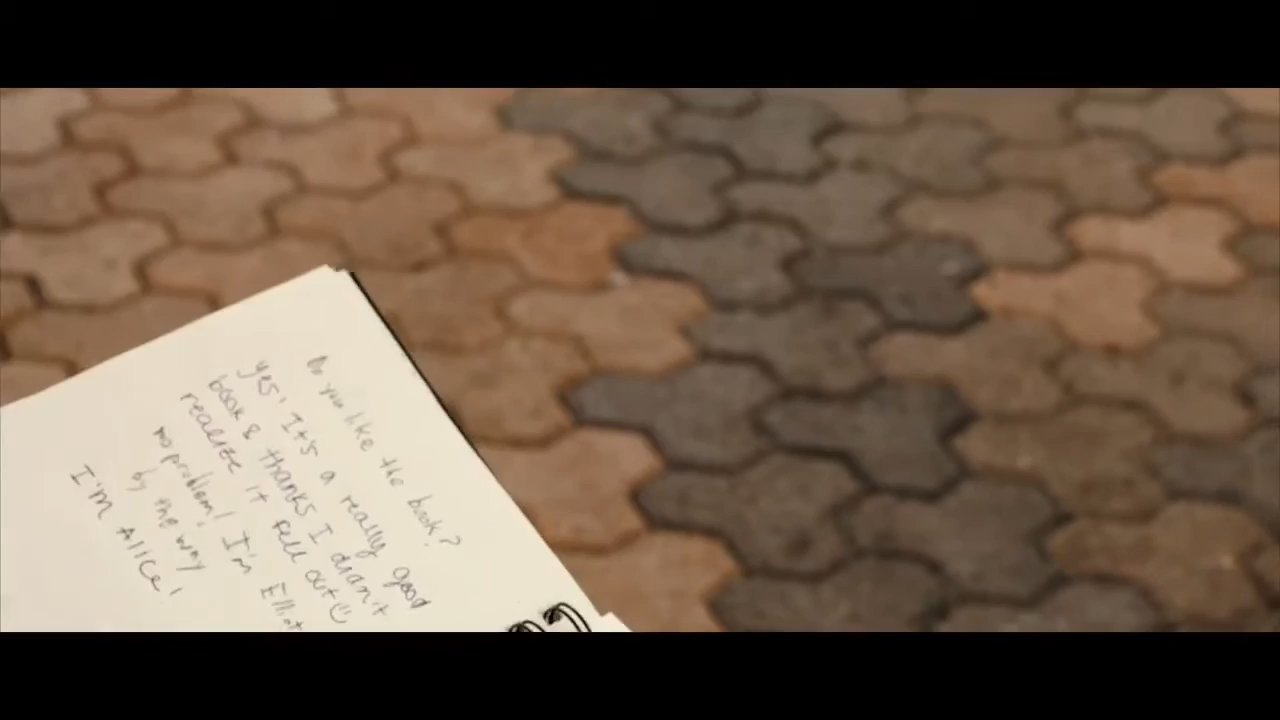 Do you like the book?
Yes! It's a really good
book & thanks I didn't
realize it fell out☺
no problem! I'm Elliot
by the way
I'm Alice!